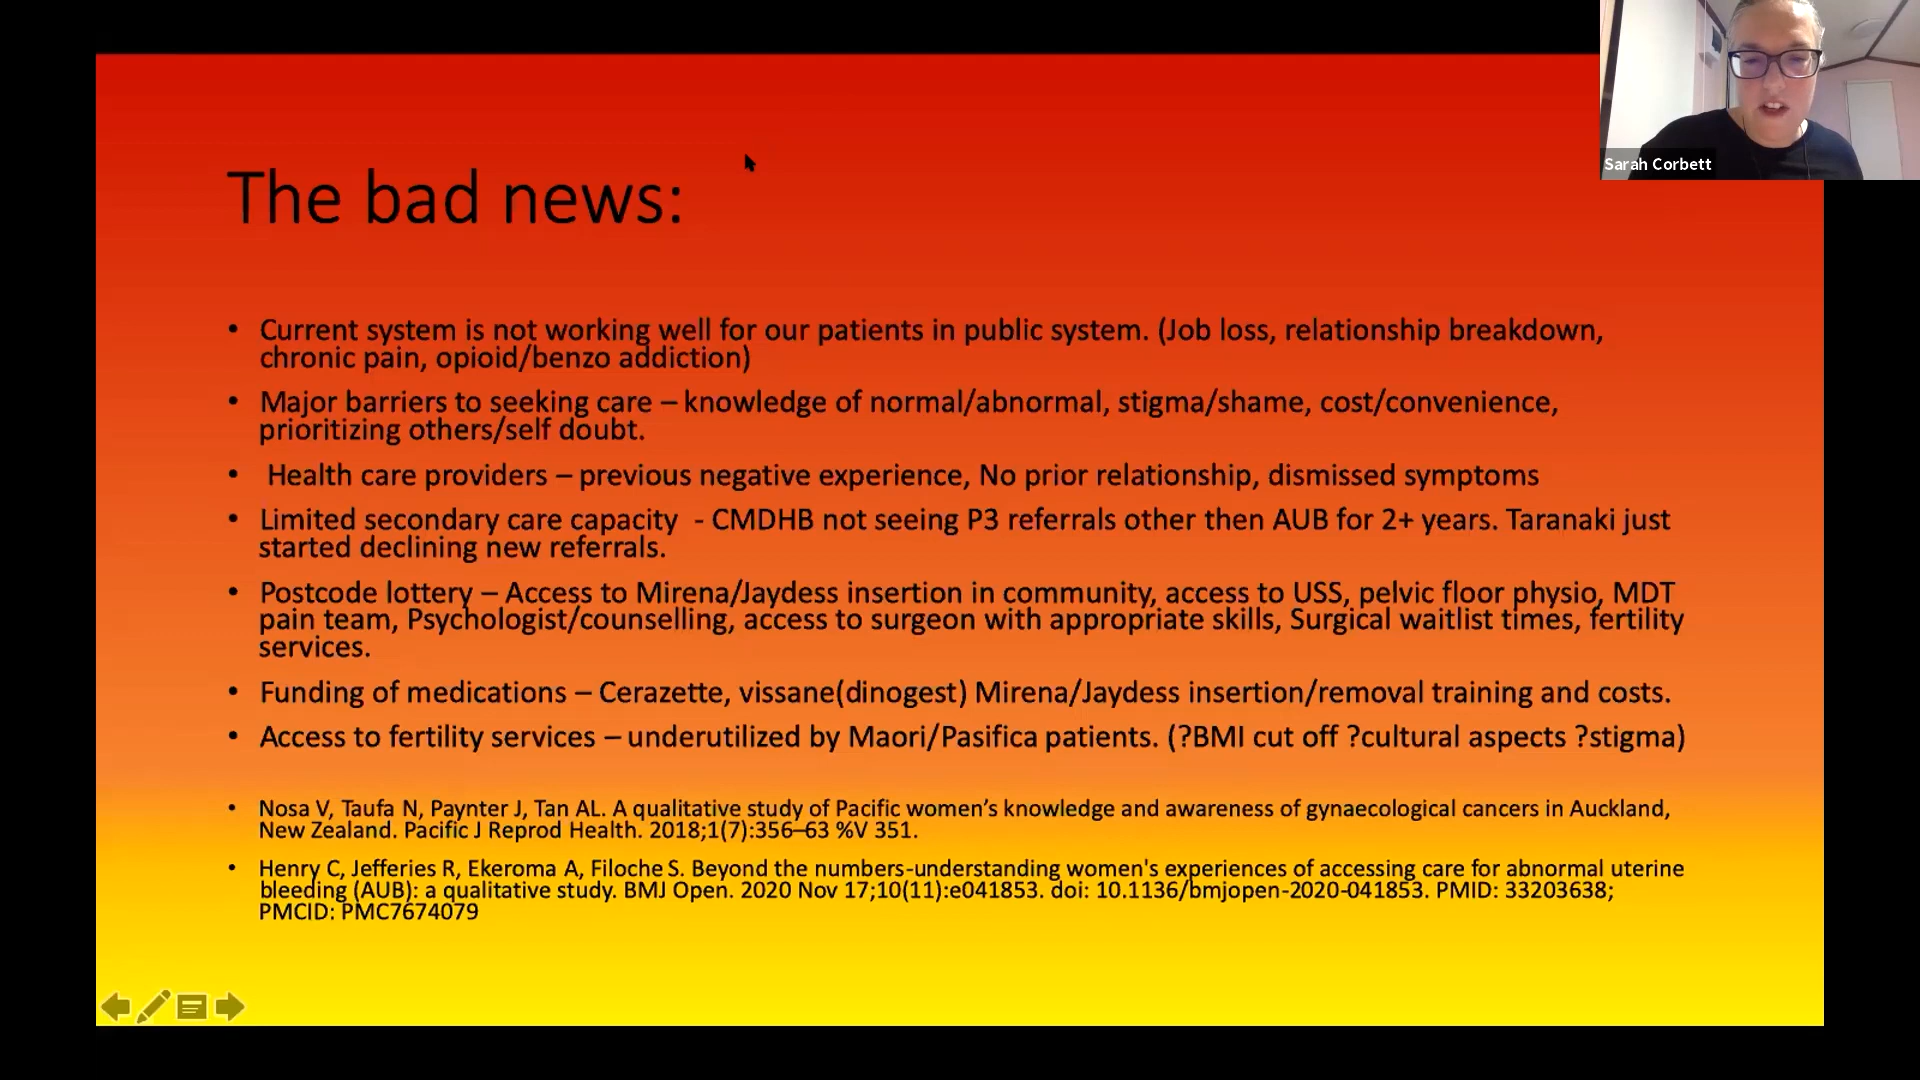 Sarah Corbett
The bad news:
• Current system is not working well for our patients in public system. (Job loss, relationship breakdown,
chronic pain, opioid/benzo addiction)
• Major barriers to seeking care – knowledge of normal/abnormal, stigma/shame, cost/convenience,
prioritizing others/self doubt.
• Health care providers – previous negative experience, No prior relationship, dismissed symptoms
• Limited secondary care capacity - CMDHB not seeing P3 referrals other then AUB for 2+ years. Taranaki just
started declining new referrals.
• Postcode lottery – Access to Mirena/Jaydess insertion in community, access to USS, pelvic floor physio, MDT
pain team, Psychologist/counselling, access to surgeon with appropriate skills, Surgical waitlist times, fertility
services.
• Funding of medications – Cerazette, vissane(dinogest) Mirena/Jaydess insertion/removal training and costs.
• Access to fertility services – underutilized by Maori/Pasifica patients. (?BMI cut off ?cultural aspects ?stigma)
• Nosa V, Taufa N, Paynter J, Tan AL. A qualitative study of Pacific women’s knowledge and awareness of gynaecological cancers in Auckland,
New Zealand. Pacific J Reprod Health. 2018;1(7):356–63 %V 351.
• Henry C, Jefferies R, Ekeroma A, Filoche S. Beyond the numbers-understanding women's experiences of accessing care for abnormal uterine
bleeding (AUB): a qualitative study. BMJ Open. 2020 Nov 17;10(11):e041853. doi: 10.1136/bmjopen-2020-041853. PMID: 33203638;
PMCID: PMC7674079